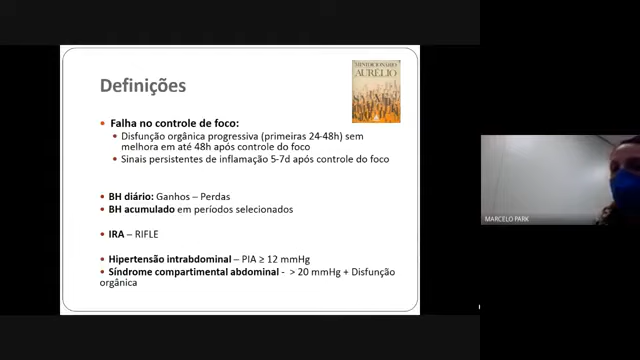 Definições
MINIDICIONÁRIO
AURÉLIO
• Falha no controle de foco:
• Disfunção orgânica progressiva (primeiras 24-48h) sem
melhora em até 48h após controle do foco
• Sinais persistentes de inflamação 5-7d após controle do foco
• BH diário: Ganhos – Perdas
• BH acumulado em períodos selecionados
• IRA – RIFLE
• Hipertensão intrabdominal – PIA ≥ 12 mmHg
• Síndrome compartimental abdominal - > 20 mmHg + Disfunção
orgânica
MARCELO PARK